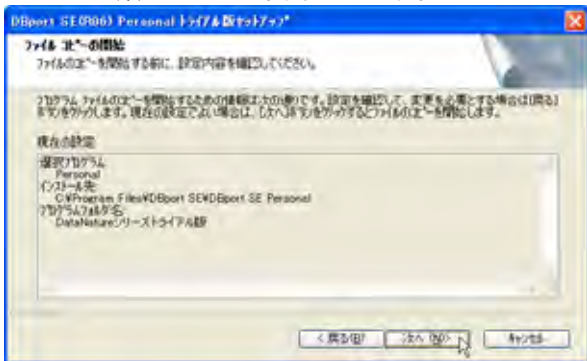 DBport SE(R06) Personal トライアル版セットアップ
ファイル コピーの開始
ファイルのコピーを開始する前に、設定内容を確認してください。
プログラム ファイルのコピーを開始するための情報は次の通りです。設定を確認して、変更を必要とする場合は[戻る]
ボタンをクリックします。現在の設定でよい場合は、[次へ]ボタンをクリックするとファイルのコピーを開始します。
現在の設定
選択プログラム
Personal
インストール先
C:¥Program Files¥DBport SE¥DBport SE Personal
プログラムフォルダ名
DataNatureシリーズトライアル版
< 戻る(B)
次へ (N)>
キャンセル